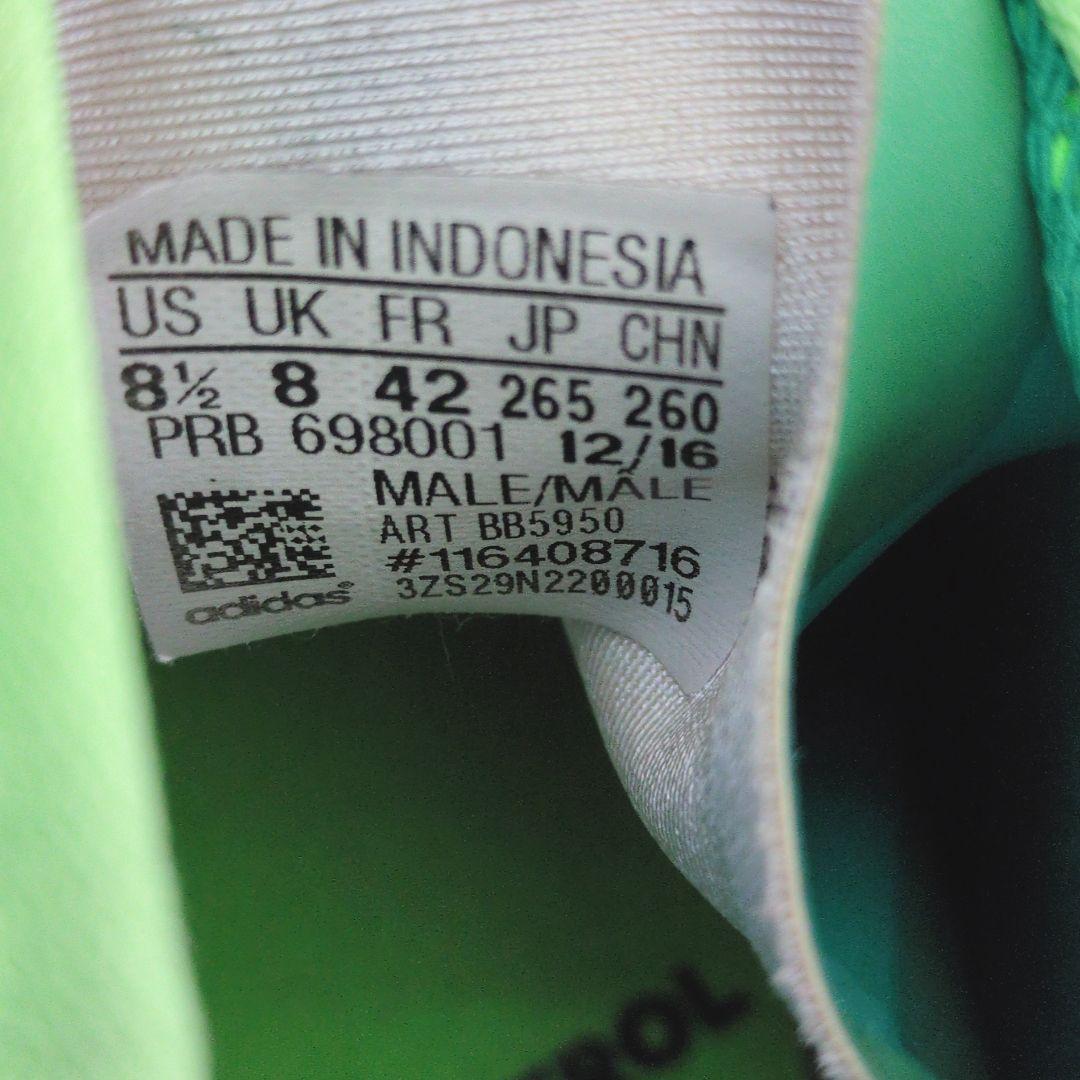 MADE IN INDONESIA
US UK FR JP CHN
8½ 8 42 265 260
PRB 698001 12/16
MALE/MÂLE
ART BB5950
#116408716
3ZS29N2200015
adidas®